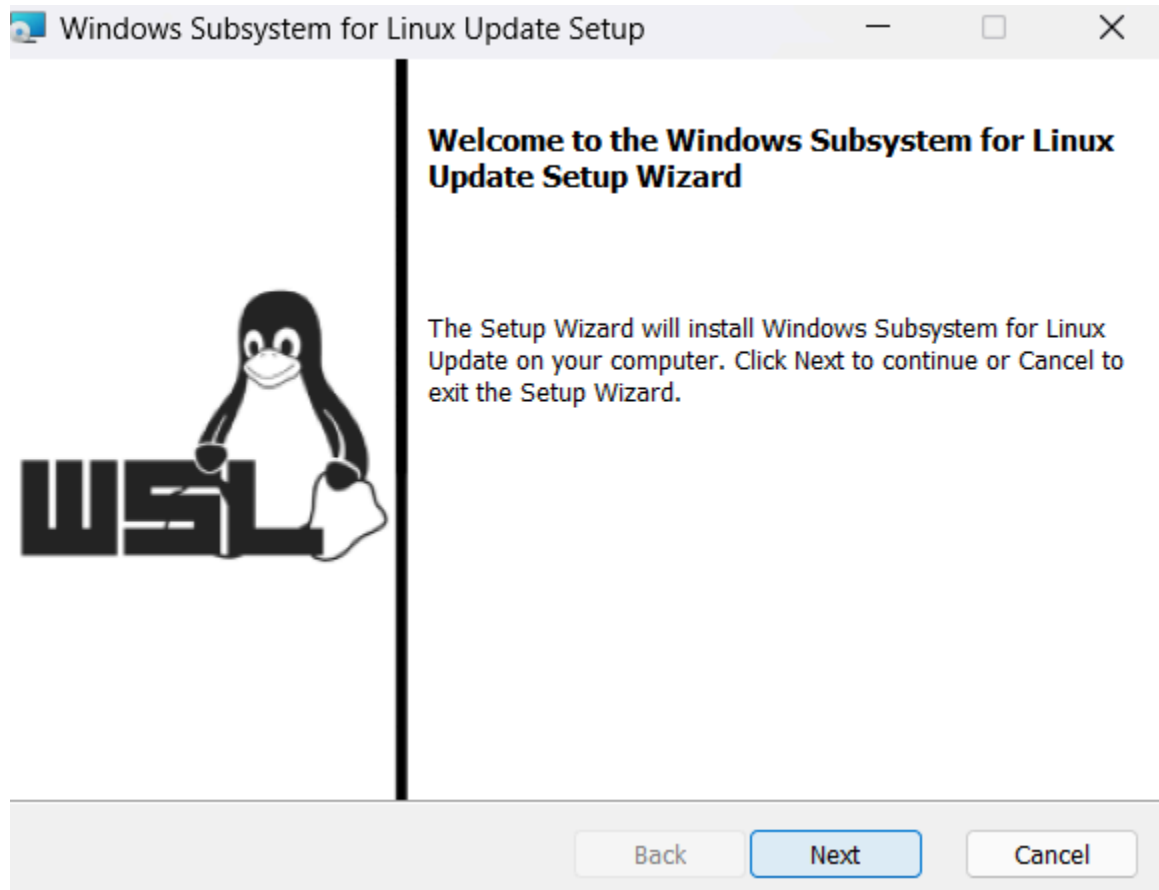 Windows Subsystem for Linux Update Setup
Welcome to the Windows Subsystem for Linux
Update Setup Wizard
The Setup Wizard will install Windows Subsystem for Linux
Update on your computer. Click Next to continue or Cancel to
exit the Setup Wizard.
WSL
Back Next Cancel